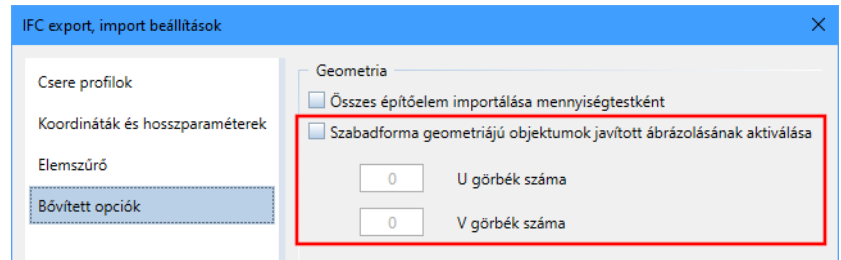 IFC export, import beállítások
Csere profilok
Koordináták és hosszparaméterek
Elemszűrő
Bővített opciók
Geometria
Összes építőelem importálása mennyiségtestként
Szabadforma geometriájú objektumok javított ábrázolásának aktiválása
0 U görbék száma
0 V görbék száma